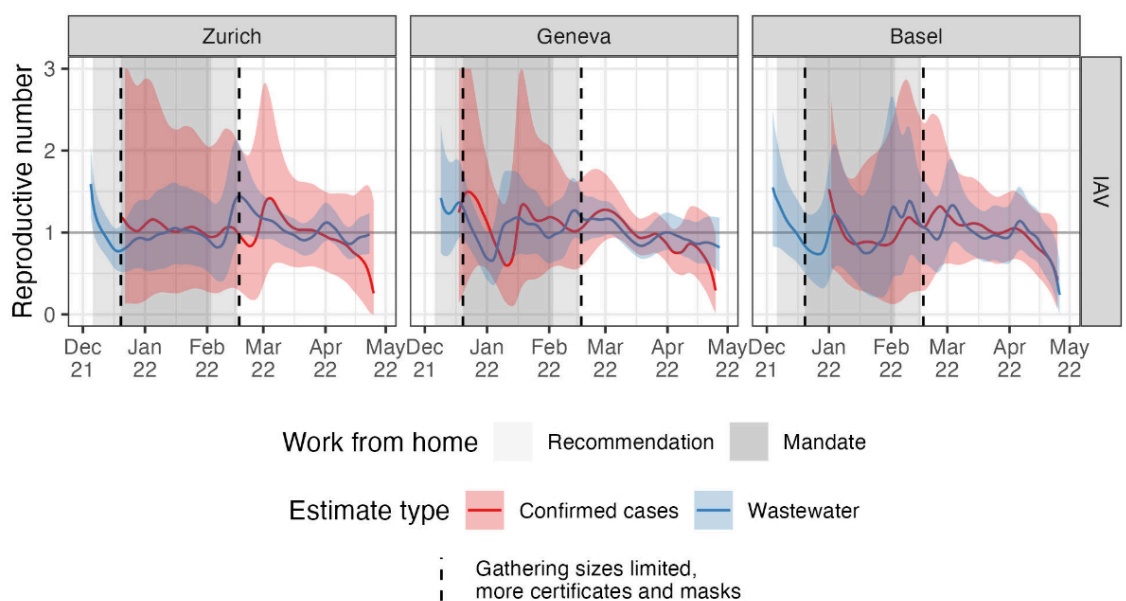 Zurich Geneva Basel
Reproductive number
3
2
1
0
IAV
Dec Jan Feb Mar Apr May Dec Jan Feb Mar Apr May Dec Jan Feb Mar Apr May
21 22 22 22 22 22 21 22 22 22 22 22 21 22 22 22 22 22
Work from home Recommendation Mandate
Estimate type Confirmed cases Wastewater
Gathering sizes limited,
more certificates and masks